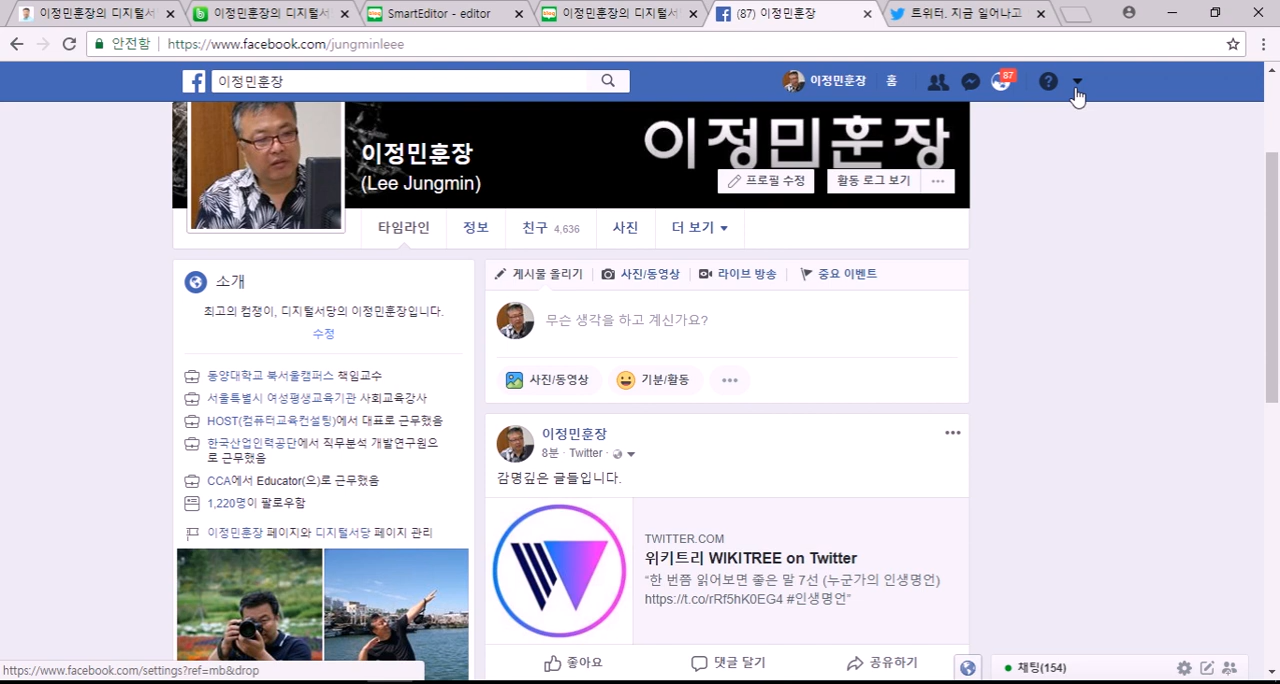 이정민훈장의 디지털서
이정민훈장의 디지털서
SmartEditor - editor
이정민훈장의 디지털서
(87) 이정민훈장
트위터. 지금 일어나고
안전함
https://www.facebook.com/jungminleee
이정민훈장
이정민훈장
홈
87
이정민훈장
이정민훈장
(Lee Jungmin)
프로필 수정
활동 로그 보기
타임라인
정보
친구 4,636
사진
더 보기
소개
최고의 컴쟁이, 디지털서당의 이정민훈장입니다.
수정
동양대학교 북서울캠퍼스 책임교수
서울특별시 여성평생교육기관 사회교육강사
HOST(컴퓨터교육컨설팅)에서 대표로 근무했음
한국산업인력공단에서 직무분석 개발연구원으
로 근무했음
CCA에서 Educator(으)로 근무했음
1,220명이 팔로우함
이정민훈장 페이지와 디지털서당 페이지 관리
게시물 올리기
사진/동영상
라이브 방송
중요 이벤트
무슨 생각을 하고 계신가요?
사진/동영상
기분/활동
이정민훈장
8분 · Twitter ·
감명깊은 글들입니다.
TWITTER.COM
위키트리 WIKITREE on Twitter
“한 번쯤 읽어보면 좋은 말 7선 (누군가의 인생명언)
https://t.co/rRf5hK0EG4 #인생명언”
좋아요
댓글 달기
공유하기
https://www.facebook.com/settings?ref=mb&drop
채팅(154)